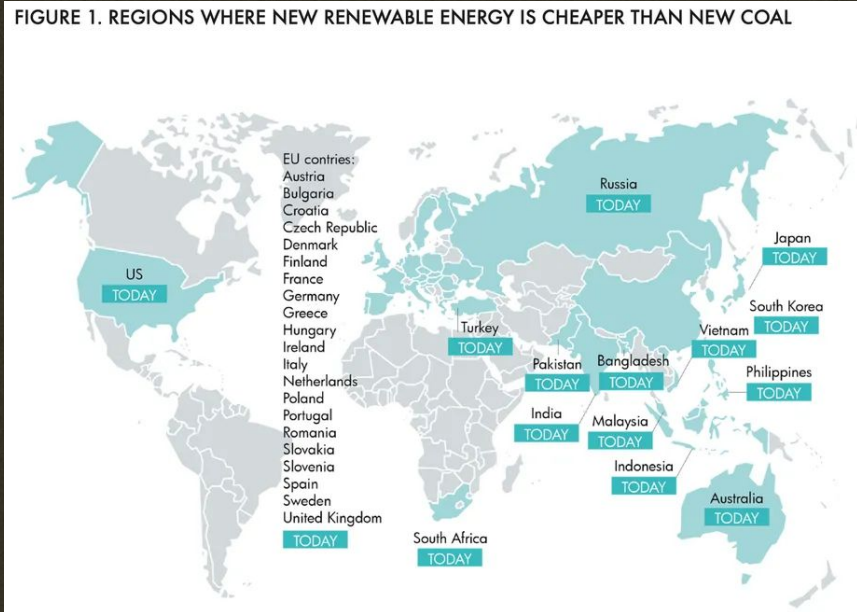 FIGURE 1. REGIONS WHERE NEW RENEWABLE ENERGY IS CHEAPER THAN NEW COAL
EU contries:
Austria
Bulgaria
Croatia
Czech Republic
Denmark
Finland
France
Germany
Greece
Hungary
Ireland
Italy
Netherlands
Poland
Portugal
Romania
Slovakia
Slovenia
Spain
Sweden
United Kingdom
TODAY
US
TODAY
Russia
TODAY
Japan
TODAY
South Korea
TODAY
Turkey
TODAY
Vietnam
TODAY
Pakistan
TODAY
Bangladesh
TODAY
Philippines
TODAY
India
TODAY
Malaysia
TODAY
Indonesia
TODAY
Australia
TODAY
South Africa
TODAY